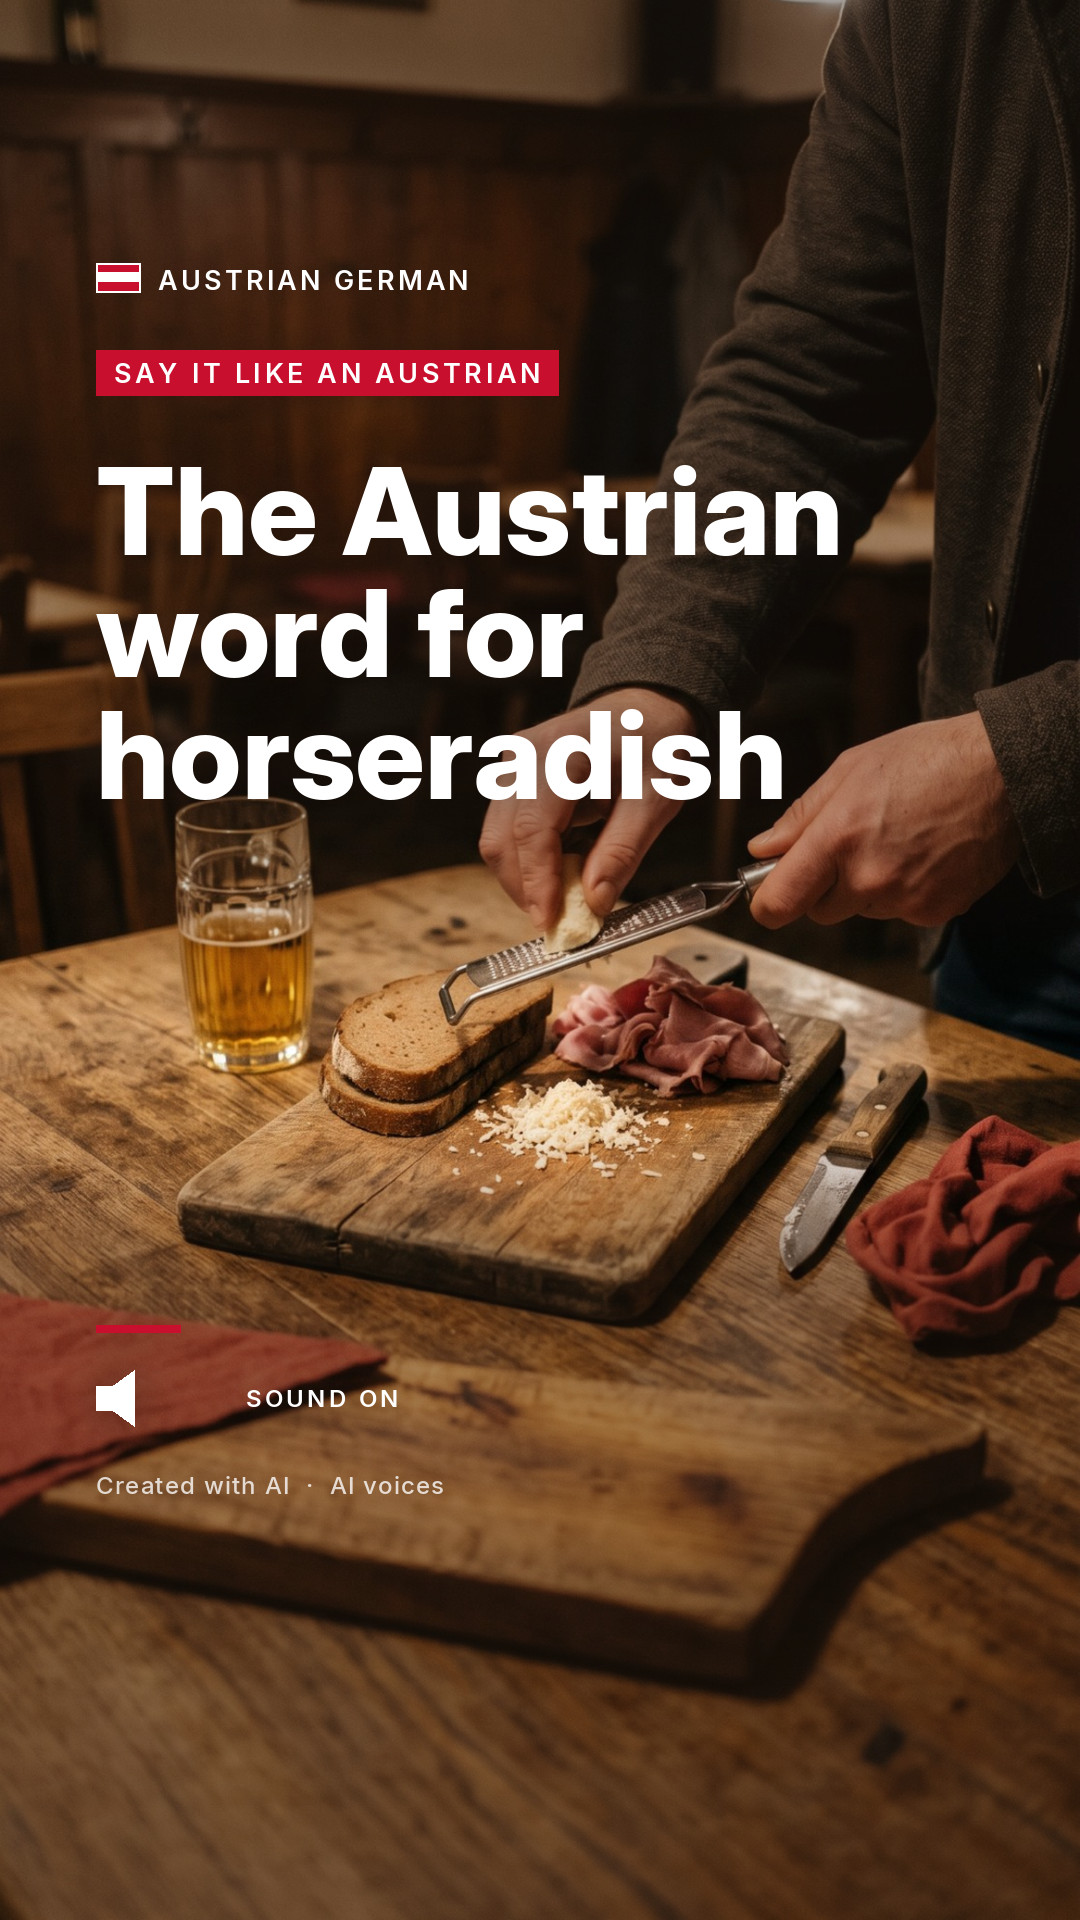 AUSTRIAN GERMAN
SAY IT LIKE AN AUSTRIAN
The Austrian
word for
horseradish
SOUND ON
Created with AI · AI voices